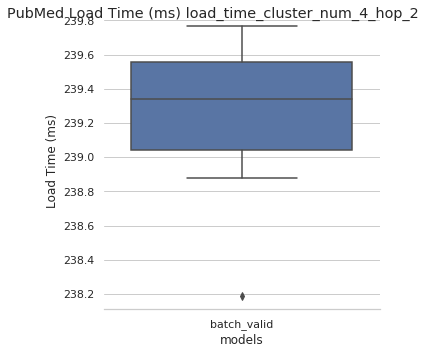 PubMed Load Time (ms) load_time_cluster_num_4_hop_2
239.8
239.6
239.4
239.2
239.0
238.8
238.6
238.4
238.2
Load Time (ms)
batch_valid
models